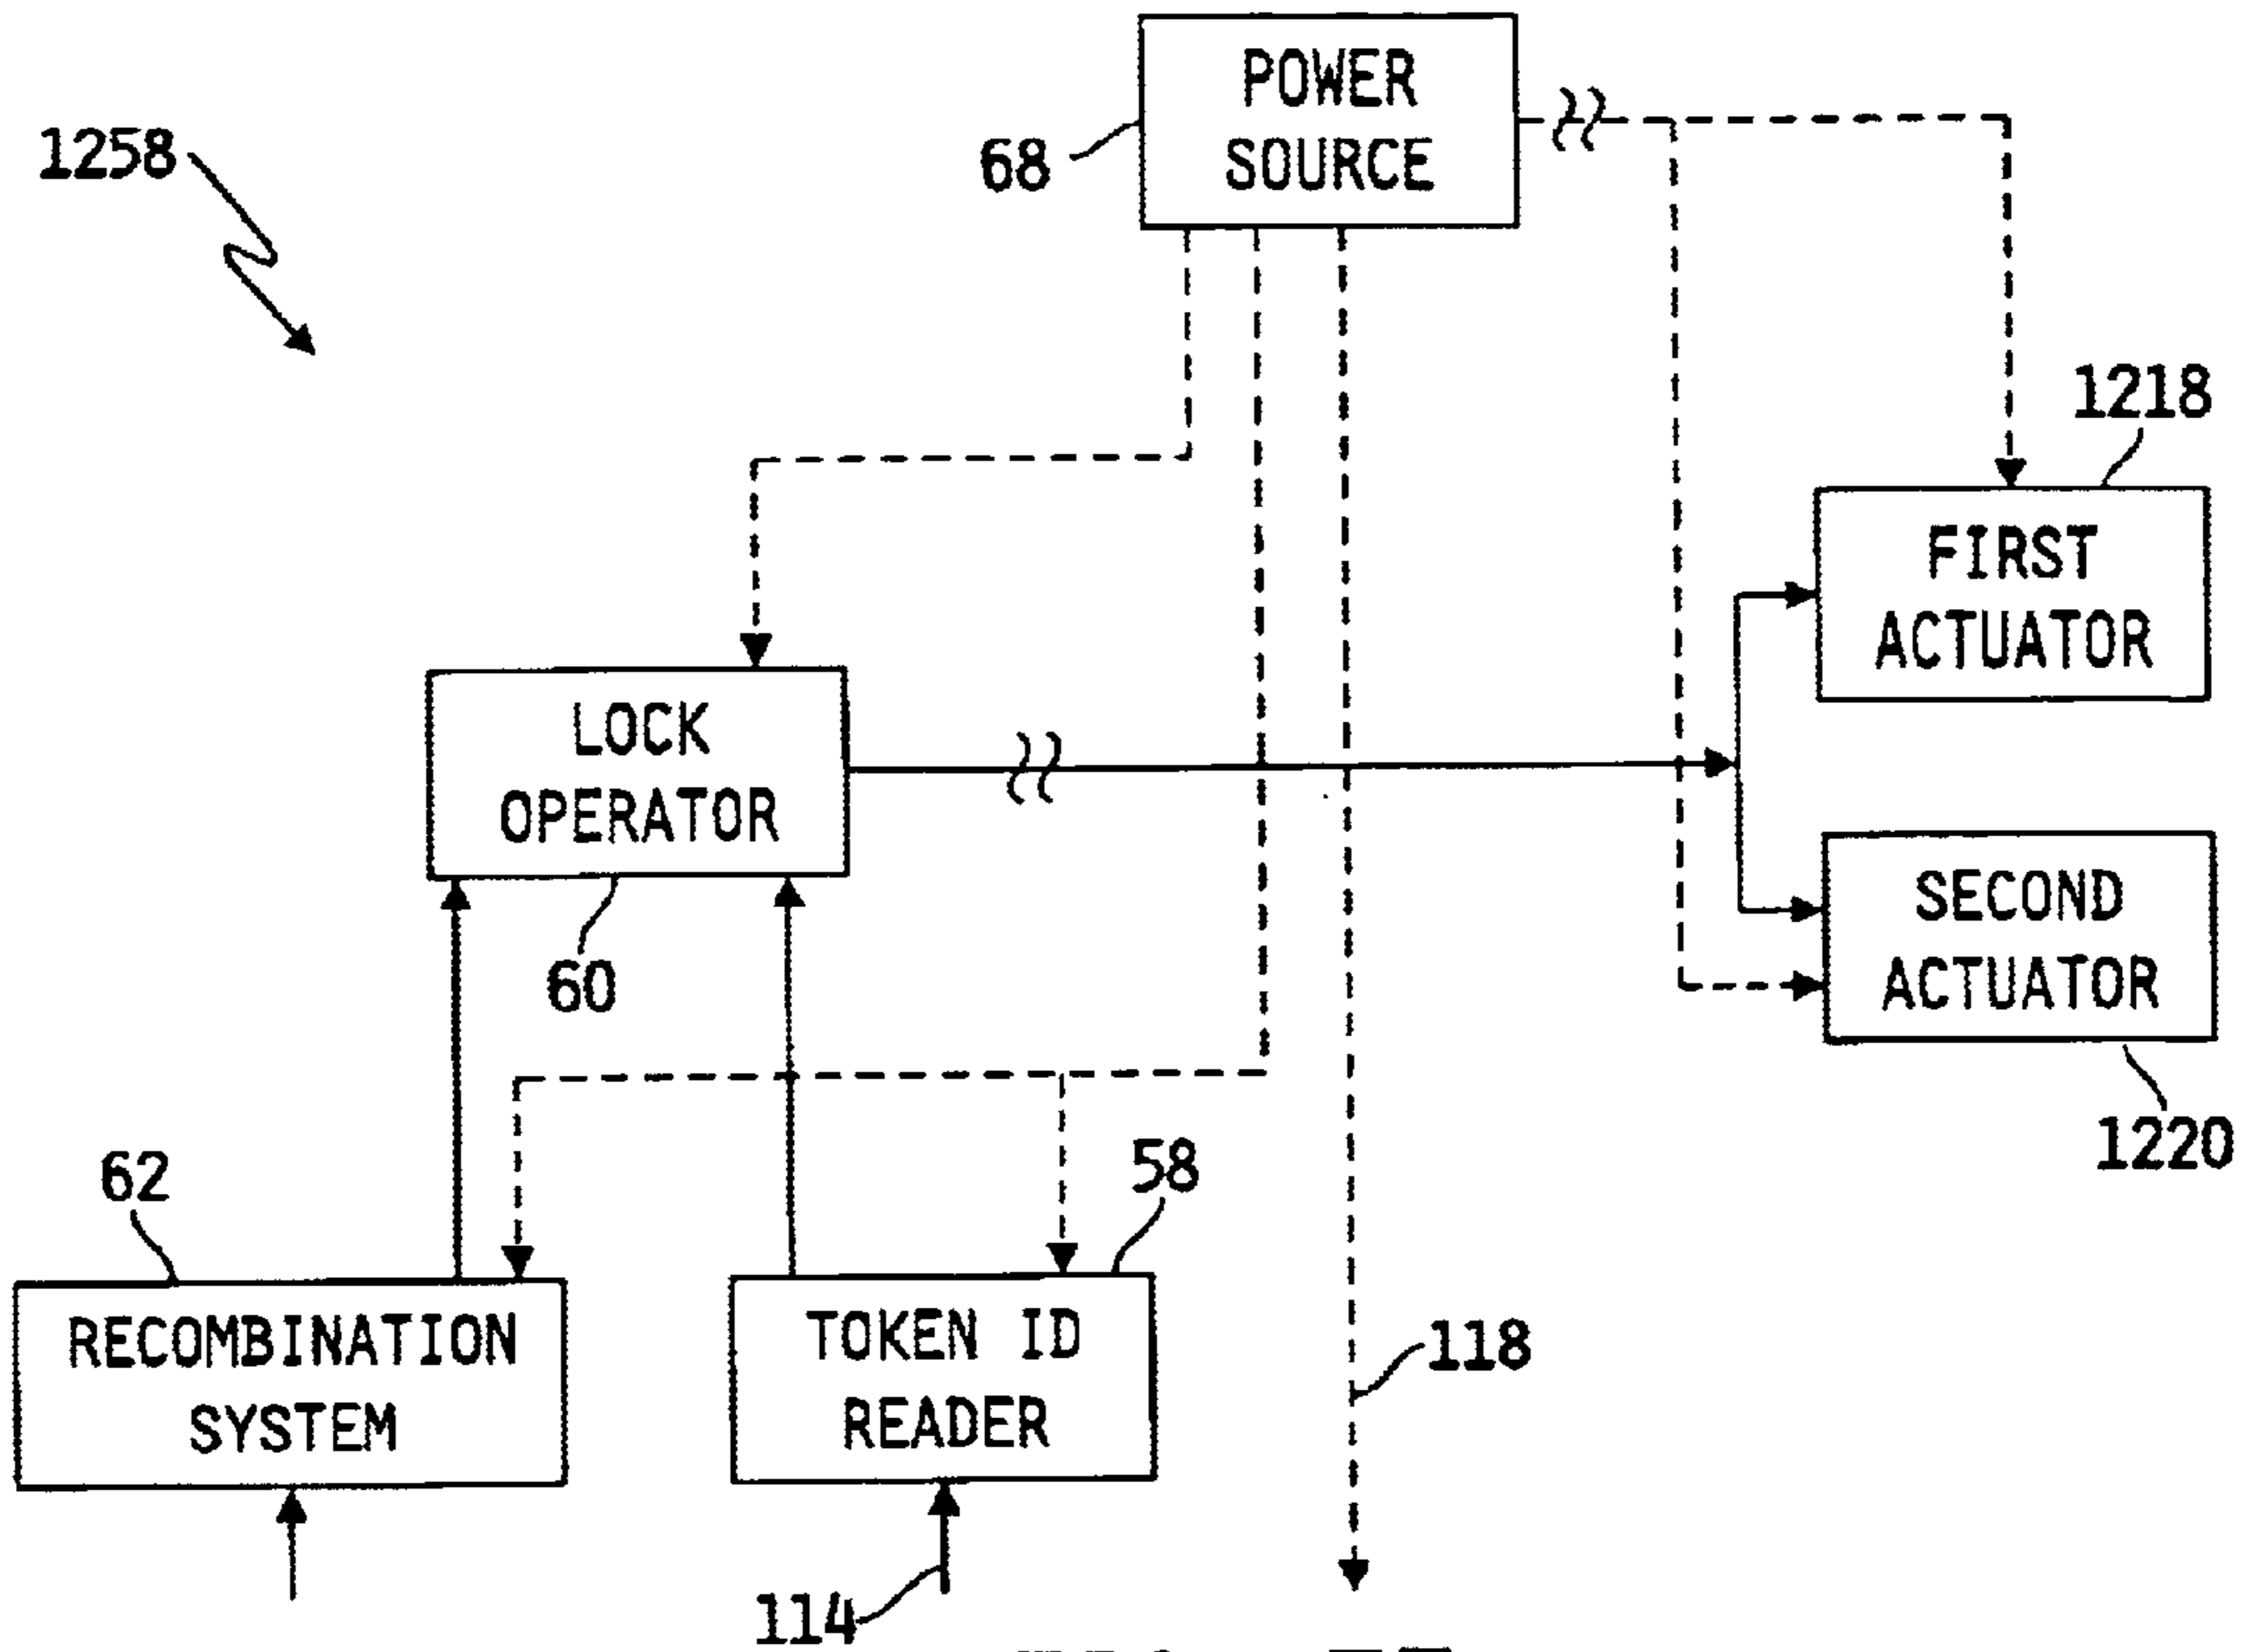 1258
68
POWER
SOURCE
1218
FIRST
ACTUATOR
LOCK
OPERATOR
60
SECOND
ACTUATOR
1220
62
58
RECOMBINATION
SYSTEM
TOKEN ID
READER
118
114